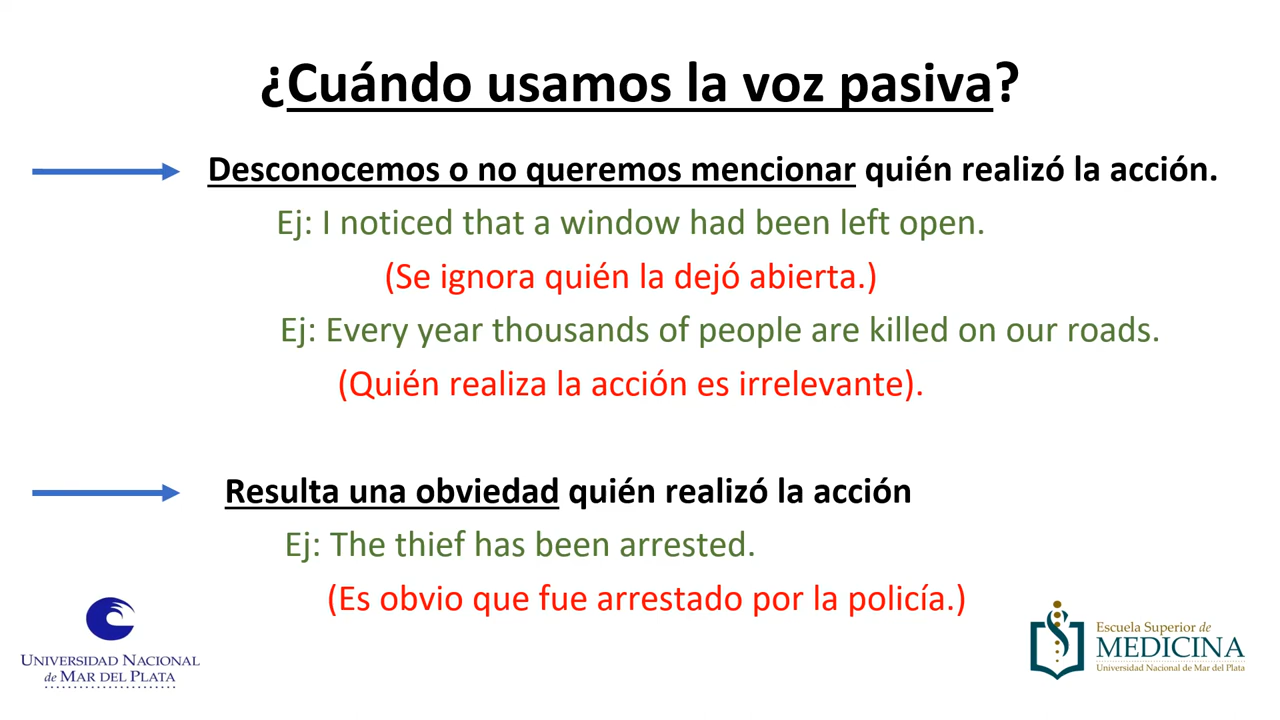 ¿Cuándo usamos la voz pasiva?
Desconocemos o no queremos mencionar quién realizó la acción.
Ej: I noticed that a window had been left open.
(Se ignora quién la dejó abierta.)
Ej: Every year thousands of people are killed on our roads.
(Quién realiza la acción es irrelevante).
Resulta una obviedad quién realizó la acción
Ej: The thief has been arrested.
(Es obvio que fue arrestado por la policía.)
UNIVERSIDAD NACIONAL
de MAR DEL PLATA
Escuela Superior de
MEDICINA
Universidad Nacional de Mar del Plata